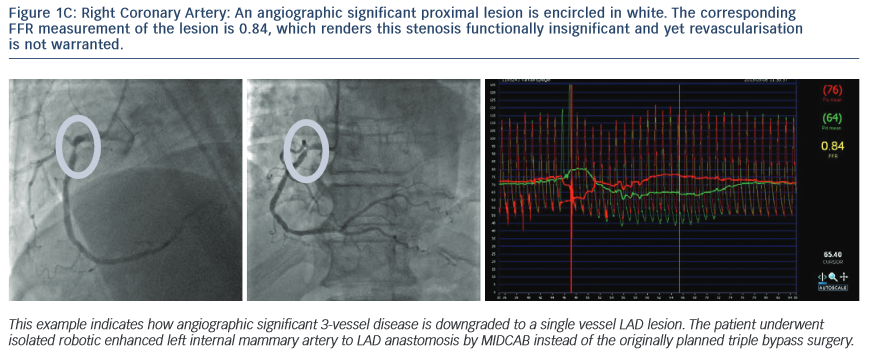 Figure 1C: Right Coronary Artery: An angiographic significant proximal lesion is encircled in white. The corresponding
FFR measurement of the lesion is 0.84, which renders this stenosis functionally insignificant and yet revascularisation
is not warranted.
(76)
Pa mean
(64)
Pd mean
0.84
FFR
65.40
CURSOR
AUTOSCALE
This example indicates how angiographic significant 3-vessel disease is downgraded to a single vessel LAD lesion. The patient underwent
isolated robotic enhanced left internal mammary artery to LAD anastomosis by MIDCAB instead of the originally planned triple bypass surgery.